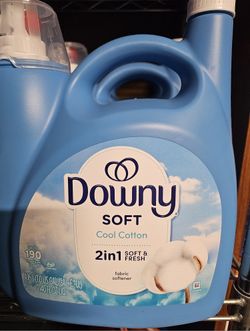 Downy
SOFT
Cool Cotton
2in1 SOFT &
FRESH
190
fabric
softener